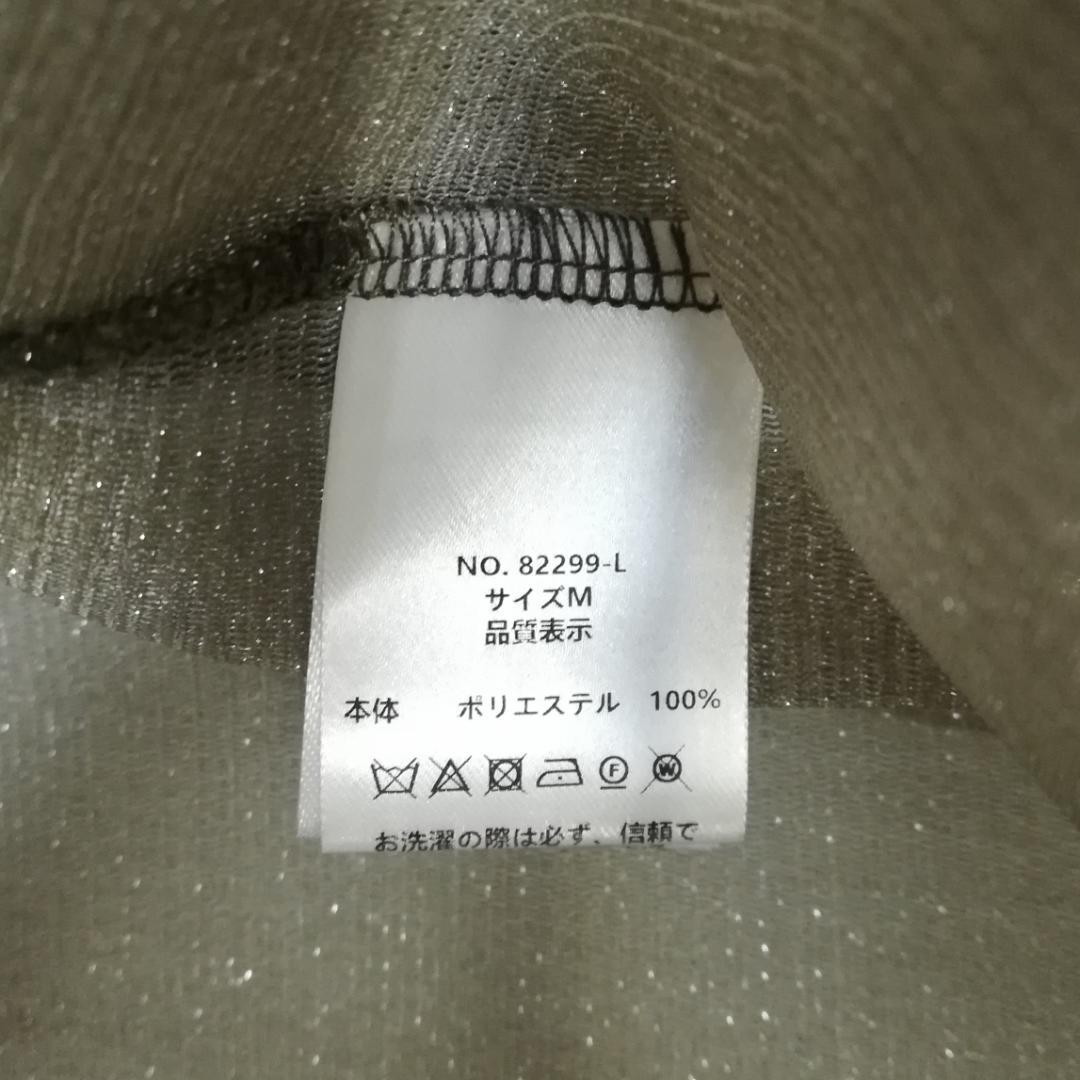 NO. 82299-L
サイズM
品質表示
本体 ポリエステル 100%
F W
お洗濯の際は必ず、信頼で